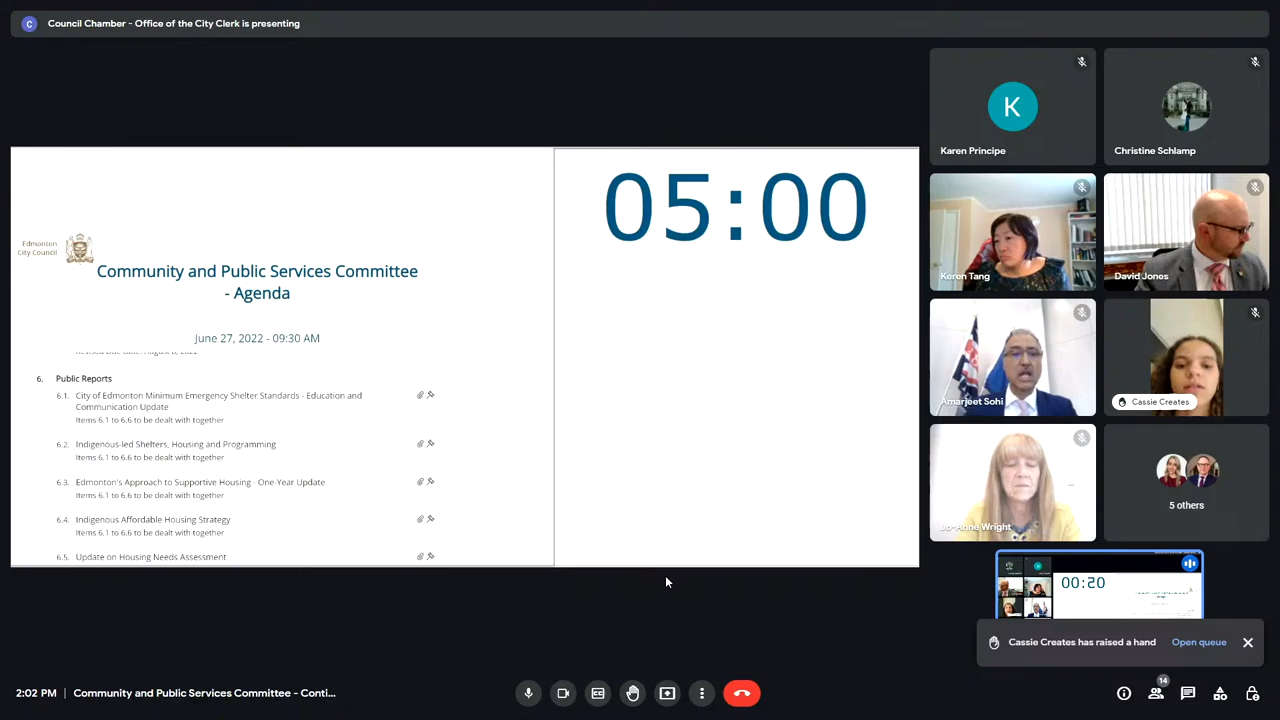 C Council Chamber - Office of the City Clerk is presenting
Edmonton
City Council
Community and Public Services Committee
- Agenda
June 27, 2022 - 09:30 AM
6. Public Reports
6.1. City of Edmonton Minimum Emergency Shelter Standards - Education and
Communication Update
Items 6.1 to 6.6 to be dealt with together
6.2. Indigenous-led Shelters, Housing and Programming
Items 6.1 to 6.6 to be dealt with together
6.3. Edmonton's Approach to Supportive Housing - One-Year Update
Items 6.1 to 6.6 to be dealt with together
6.4. Indigenous Affordable Housing Strategy
Items 6.1 to 6.6 to be dealt with together
6.5. Update on Housing Needs Assessment
05:00
K
Karen Principe
Christine Schlamp
Keren Tang
David Jones
Amarjeet Sohi
Cassie Creates
Jo-Anne Wright
5 others
00:20
Cassie Creates has raised a hand Open queue
2:02 PM | Community and Public Services Committee - Conti...
14